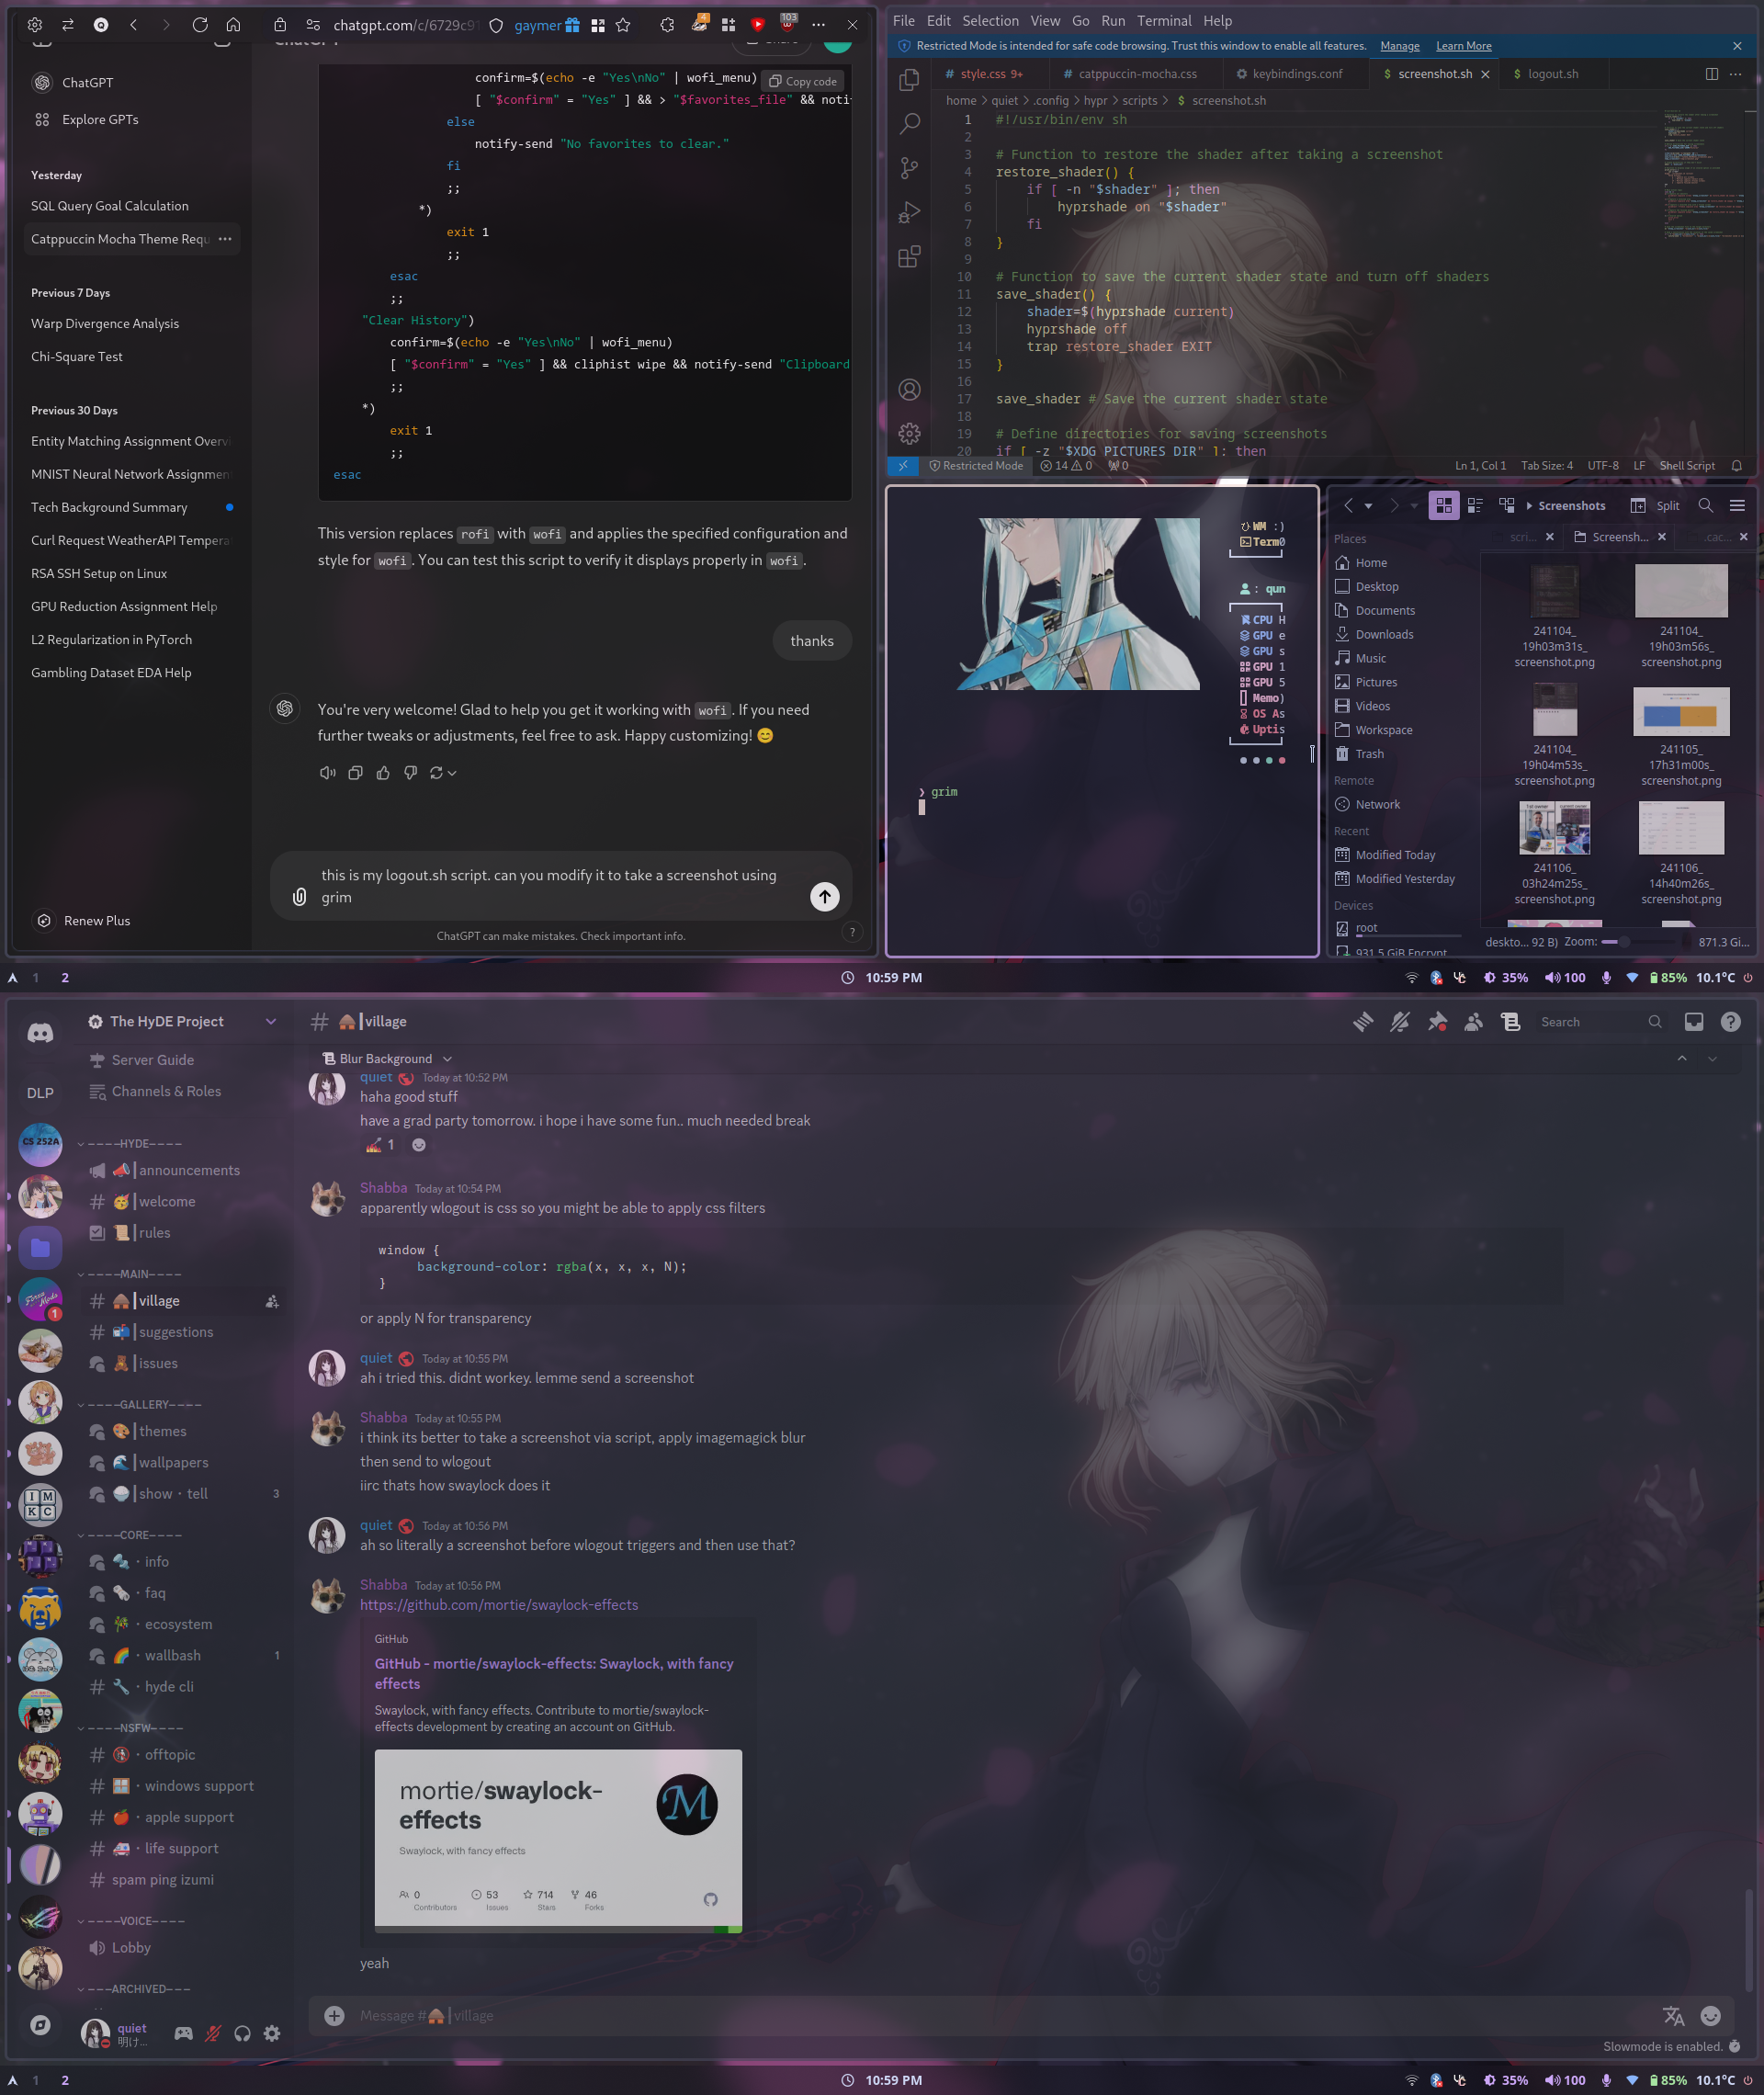 chatgpt.com/c/6729c9
gaymer
4
103
ChatGPT
Explore GPTs
Yesterday
SQL Query Goal Calculation
Catppuccin Mocha Theme Requ
Previous 7 Days
Warp Divergence Analysis
Chi-Square Test
Previous 30 Days
Entity Matching Assignment Overvi
MNIST Neural Network Assignmen
Tech Background Summary
Curl Request WeatherAPI Tempera
RSA SSH Setup on Linux
GPU Reduction Assignment Help
L2 Regularization in PyTorch
Gambling Dataset EDA Help
Renew Plus
Copy code
confirm=$(echo -e "Yes\nNo" | wofi_menu)
[ "$confirm" = "Yes" ] && > "$favorites_file" && noti
else
notify-send "No favorites to clear."
fi
;;
*)
exit 1
;;
esac
;;
"Clear History")
confirm=$(echo -e "Yes\nNo" | wofi_menu)
[ "$confirm" = "Yes" ] && cliphist wipe && notify-send "Clipboard
;;
*)
exit 1
;;
esac
This version replaces rofi with wofi and applies the specified configuration and
style for wofi. You can test this script to verify it displays properly in wofi.
thanks
You're very welcome! Glad to help you get it working with wofi. If you need
further tweaks or adjustments, feel free to ask. Happy customizing! 😊
this is my logout.sh script. can you modify it to take a screenshot using
grim
ChatGPT can make mistakes. Check important info.
?
File Edit Selection View Go Run Terminal Help
Restricted Mode is intended for safe code browsing. Trust this window to enable all features. Manage Learn More
# style.css 9+ # catppuccin-mocha.css keybindings.conf $ screenshot.sh $ logout.sh
home > quiet > .config > hypr > scripts > $ screenshot.sh
1 #!/usr/bin/env sh
2
3 # Function to restore the shader after taking a screenshot
4 restore_shader() {
5 if [ -n "$shader" ]; then
6 hyprshade on "$shader"
7 fi
8 }
9
10 # Function to save the current shader state and turn off shaders
11 save_shader() {
12 shader=$(hyprshade current)
13 hyprshade off
14 trap restore_shader EXIT
15 }
16
17 save_shader # Save the current shader state
18
19 # Define directories for saving screenshots
20 if [ -z "$XDG_PICTURES_DIR" ]; then
Restricted Mode 14 0 0 Ln 1, Col 1 Tab Size: 4 UTF-8 LF Shell Script
WM :)
Term0
: qun
CPU H
GPU e
GPU s
GPU 1
GPU 5
Memo)
OS As
Uptis
❯ grim
Screenshots Split
scri... Screensh... .cac...
Places
Home
Desktop
Documents
Downloads
Music
Pictures
Videos
Workspace
Trash
Remote
Network
Recent
Modified Today
Modified Yesterday
Devices
root
931.5 GiB Encrypt
241104_
19h03m31s_
screenshot.png
241104_
19h03m56s_
screenshot.png
241104_
19h04m53s_
screenshot.png
241105_
17h31m00s_
screenshot.png
1st owner current owner
241106_
03h24m25s_
screenshot.png
241106_
14h40m26s_
screenshot.png
deskto... 92 B) Zoom: 871.3 Gi...
1 2 10:59 PM 35% 100 85% 10.1°C
The HyDE Project
Server Guide
Channels & Roles
DLP
CS 252A
Forza Mods
1
I M K C
----HYDE----
📣┃announcements
🥳┃welcome
📜┃rules
----MAIN----
🛖┃village
📬┃suggestions
🧸┃issues
----GALLERY----
🎨┃themes
🌊┃wallpapers
🍚┃show・tell 3
----CORE----
🔩・info
🗞️・faq
🎋・ecosystem
🌈・wallbash 1
🔧・hyde cli
----NSFW----
🚷・offtopic
🪟・windows support
🍎・apple support
🚑・life support
spam ping izumi
----VOICE----
Lobby
----ARCHIVED---
quiet
明け...
# 🛖┃village Search
Blur Background
quiet Today at 10:52 PM
haha good stuff
have a grad party tomorrow. i hope i have some fun.. much needed break
1
Shabba Today at 10:54 PM
apparently wlogout is css so you might be able to apply css filters
window {
background-color: rgba(x, x, x, N);
}
or apply N for transparency
quiet Today at 10:55 PM
ah i tried this. didnt workey. lemme send a screenshot
Shabba Today at 10:55 PM
i think its better to take a screenshot via script, apply imagemagick blur
then send to wlogout
iirc thats how swaylock does it
quiet Today at 10:56 PM
ah so literally a screenshot before wlogout triggers and then use that?
Shabba Today at 10:56 PM
https://github.com/mortie/swaylock-effects
GitHub
GitHub - mortie/swaylock-effects: Swaylock, with fancy
effects
Swaylock, with fancy effects. Contribute to mortie/swaylock-
effects development by creating an account on GitHub.
mortie/swaylock-
effects
M
Swaylock, with fancy effects
0 Contributors
53 Issues
714 Stars
46 Forks
yeah
Message #🛖┃village
Slowmode is enabled.
1 2 10:59 PM 35% 100 85% 10.1°C